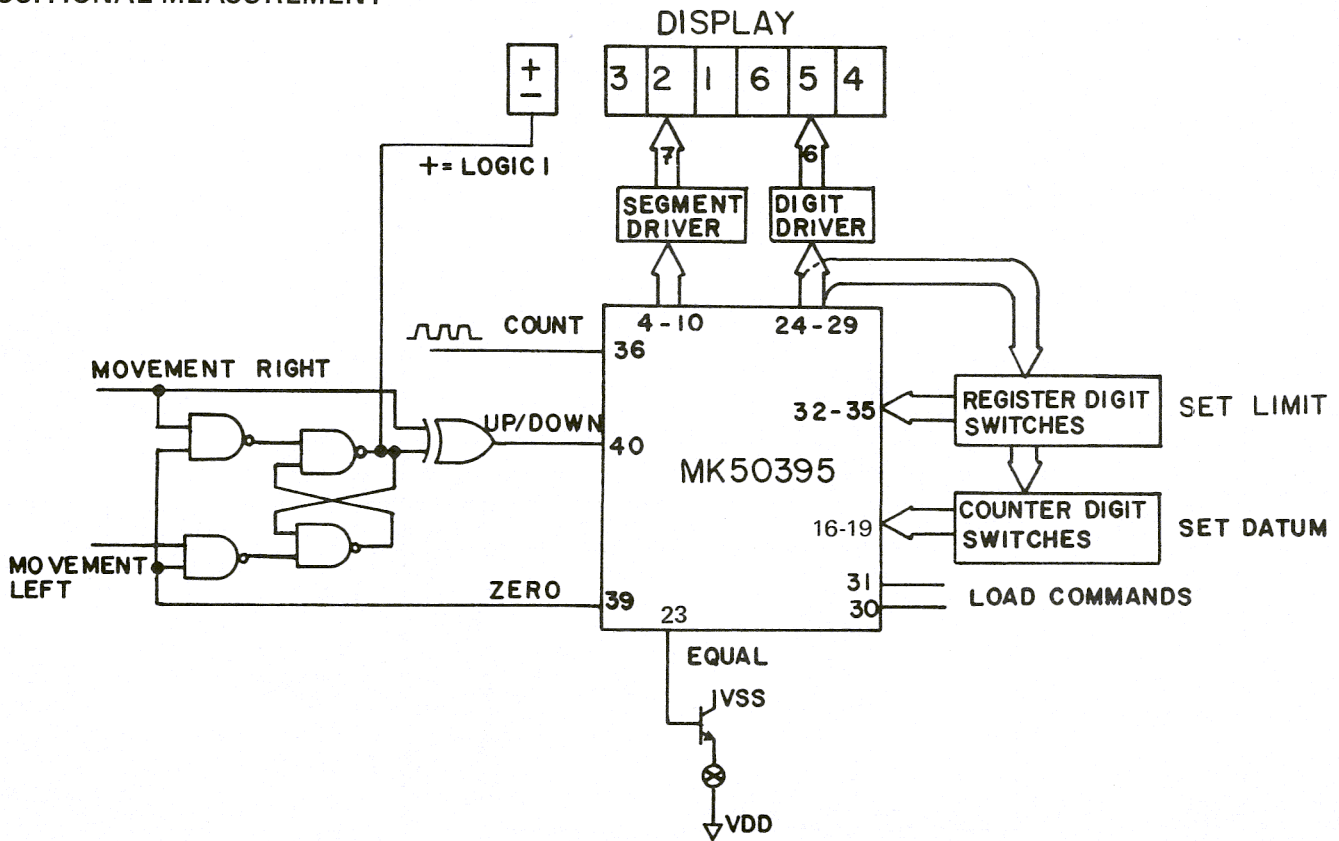 DISPLAY
+
−
3 2 1 6 5 4
+= LOGIC 1
7
6
SEGMENT
DRIVER
DIGIT
DRIVER
COUNT
4-10
24-29
36
MOVEMENT RIGHT
UP/DOWN
40
32-35
REGISTER DIGIT
SWITCHES
SET LIMIT
MK50395
16-19
COUNTER DIGIT
SWITCHES
SET DATUM
MOVEMENT
LEFT
ZERO
39
31
30
LOAD COMMANDS
23
EQUAL
VSS
VDD